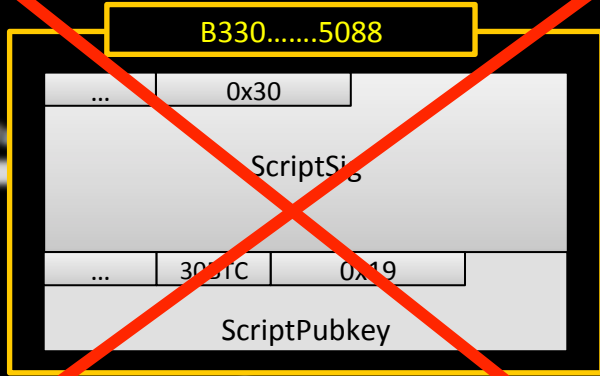 B330.......5088
... 0x30
ScriptSig
... 30BTC 0x19
ScriptPubkey